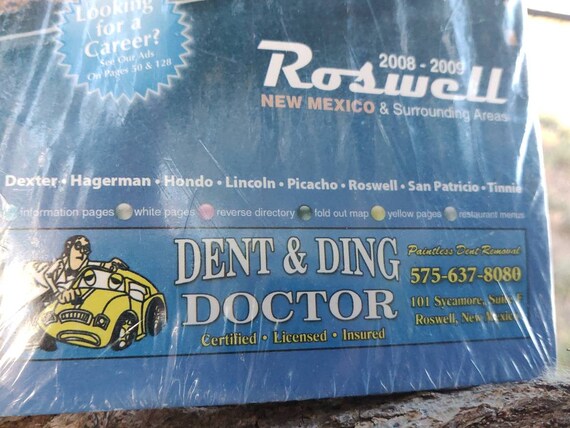 Looking
for a
Career?
See Our Ads
On Pages 50 & 128
2008 - 2009
Roswell
NEW MEXICO & Surrounding Areas
Dexter • Hagerman • Hondo • Lincoln • Picacho • Roswell • San Patricio • Tinnie
information pages white pages reverse directory fold out map yellow pages restaurant menus
DENT & DING
DOCTOR
Certified • Licensed • Insured
Paintless Dent Removal
575-637-8080
101 Sycamore, Suite E
Roswell, New Mexico